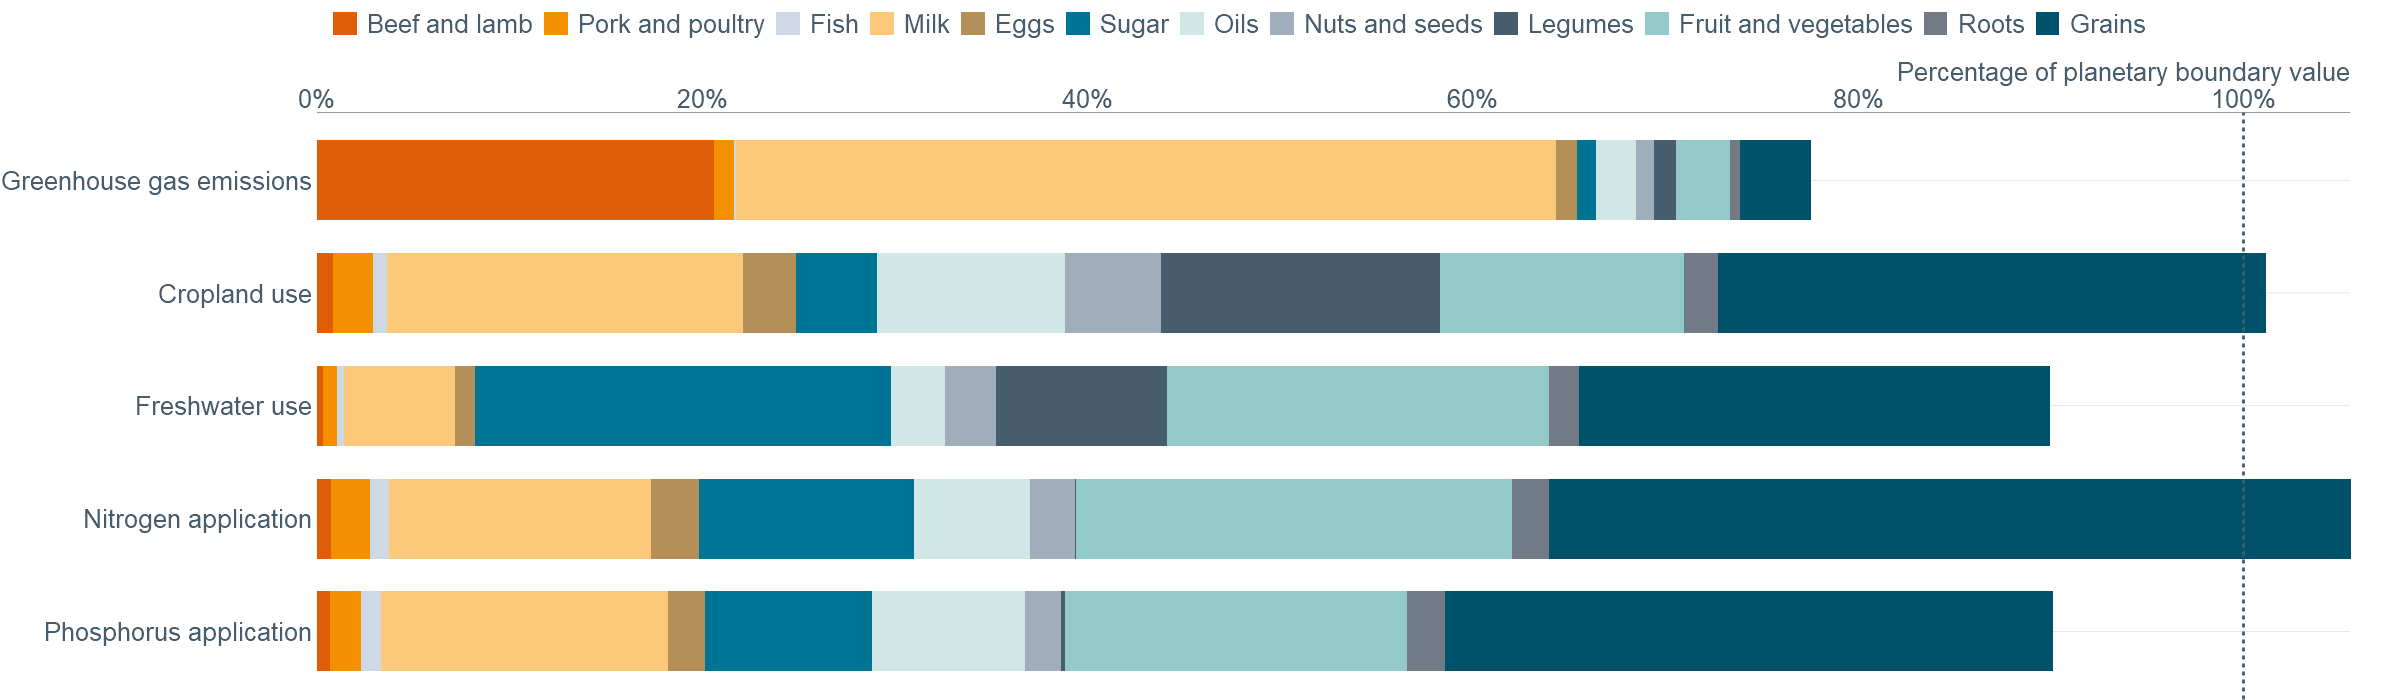 Beef and lamb Pork and poultry Fish Milk Eggs Sugar Oils Nuts and seeds Legumes Fruit and vegetables Roots Grains
Percentage of planetary boundary value
0% 20% 40% 60% 80% 100%
Greenhouse gas emissions
Cropland use
Freshwater use
Nitrogen application
Phosphorus application